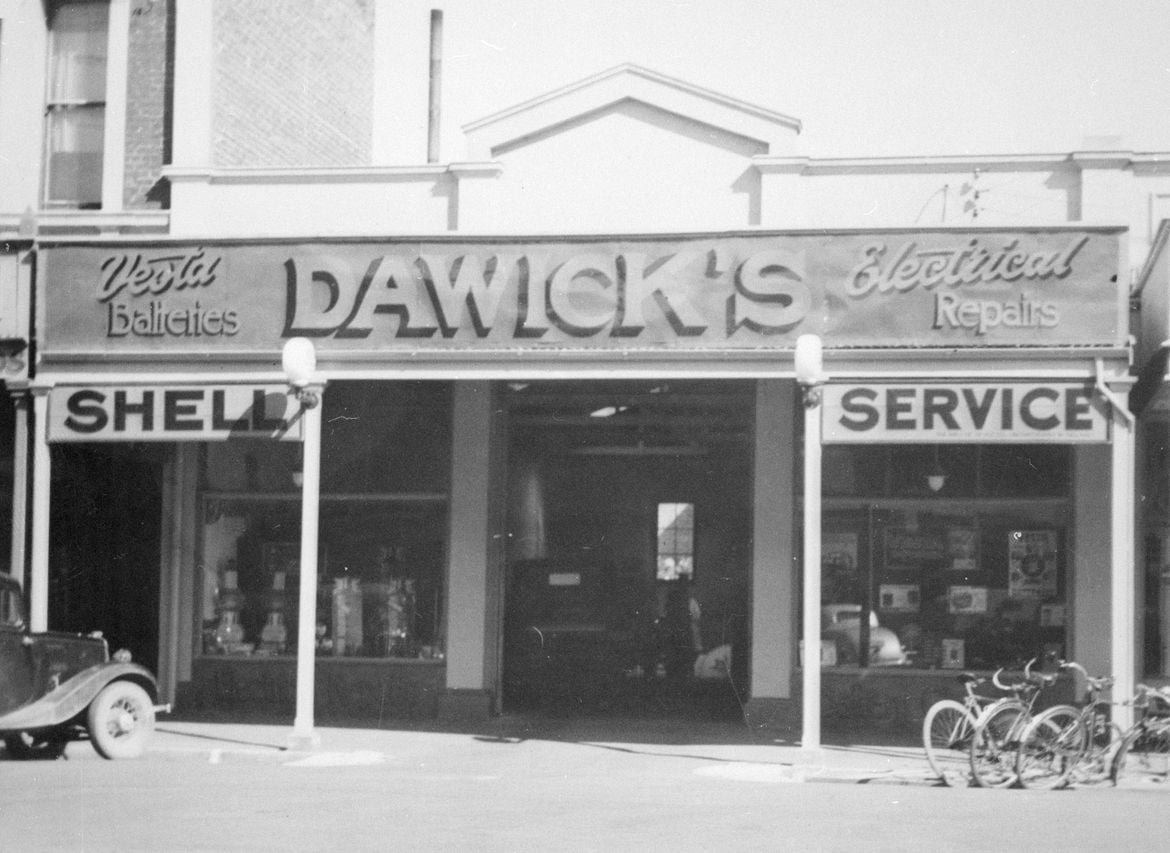 Vesta
Batteries
DAWICK'S
Electrical
Repairs
SHELL
SERVICE